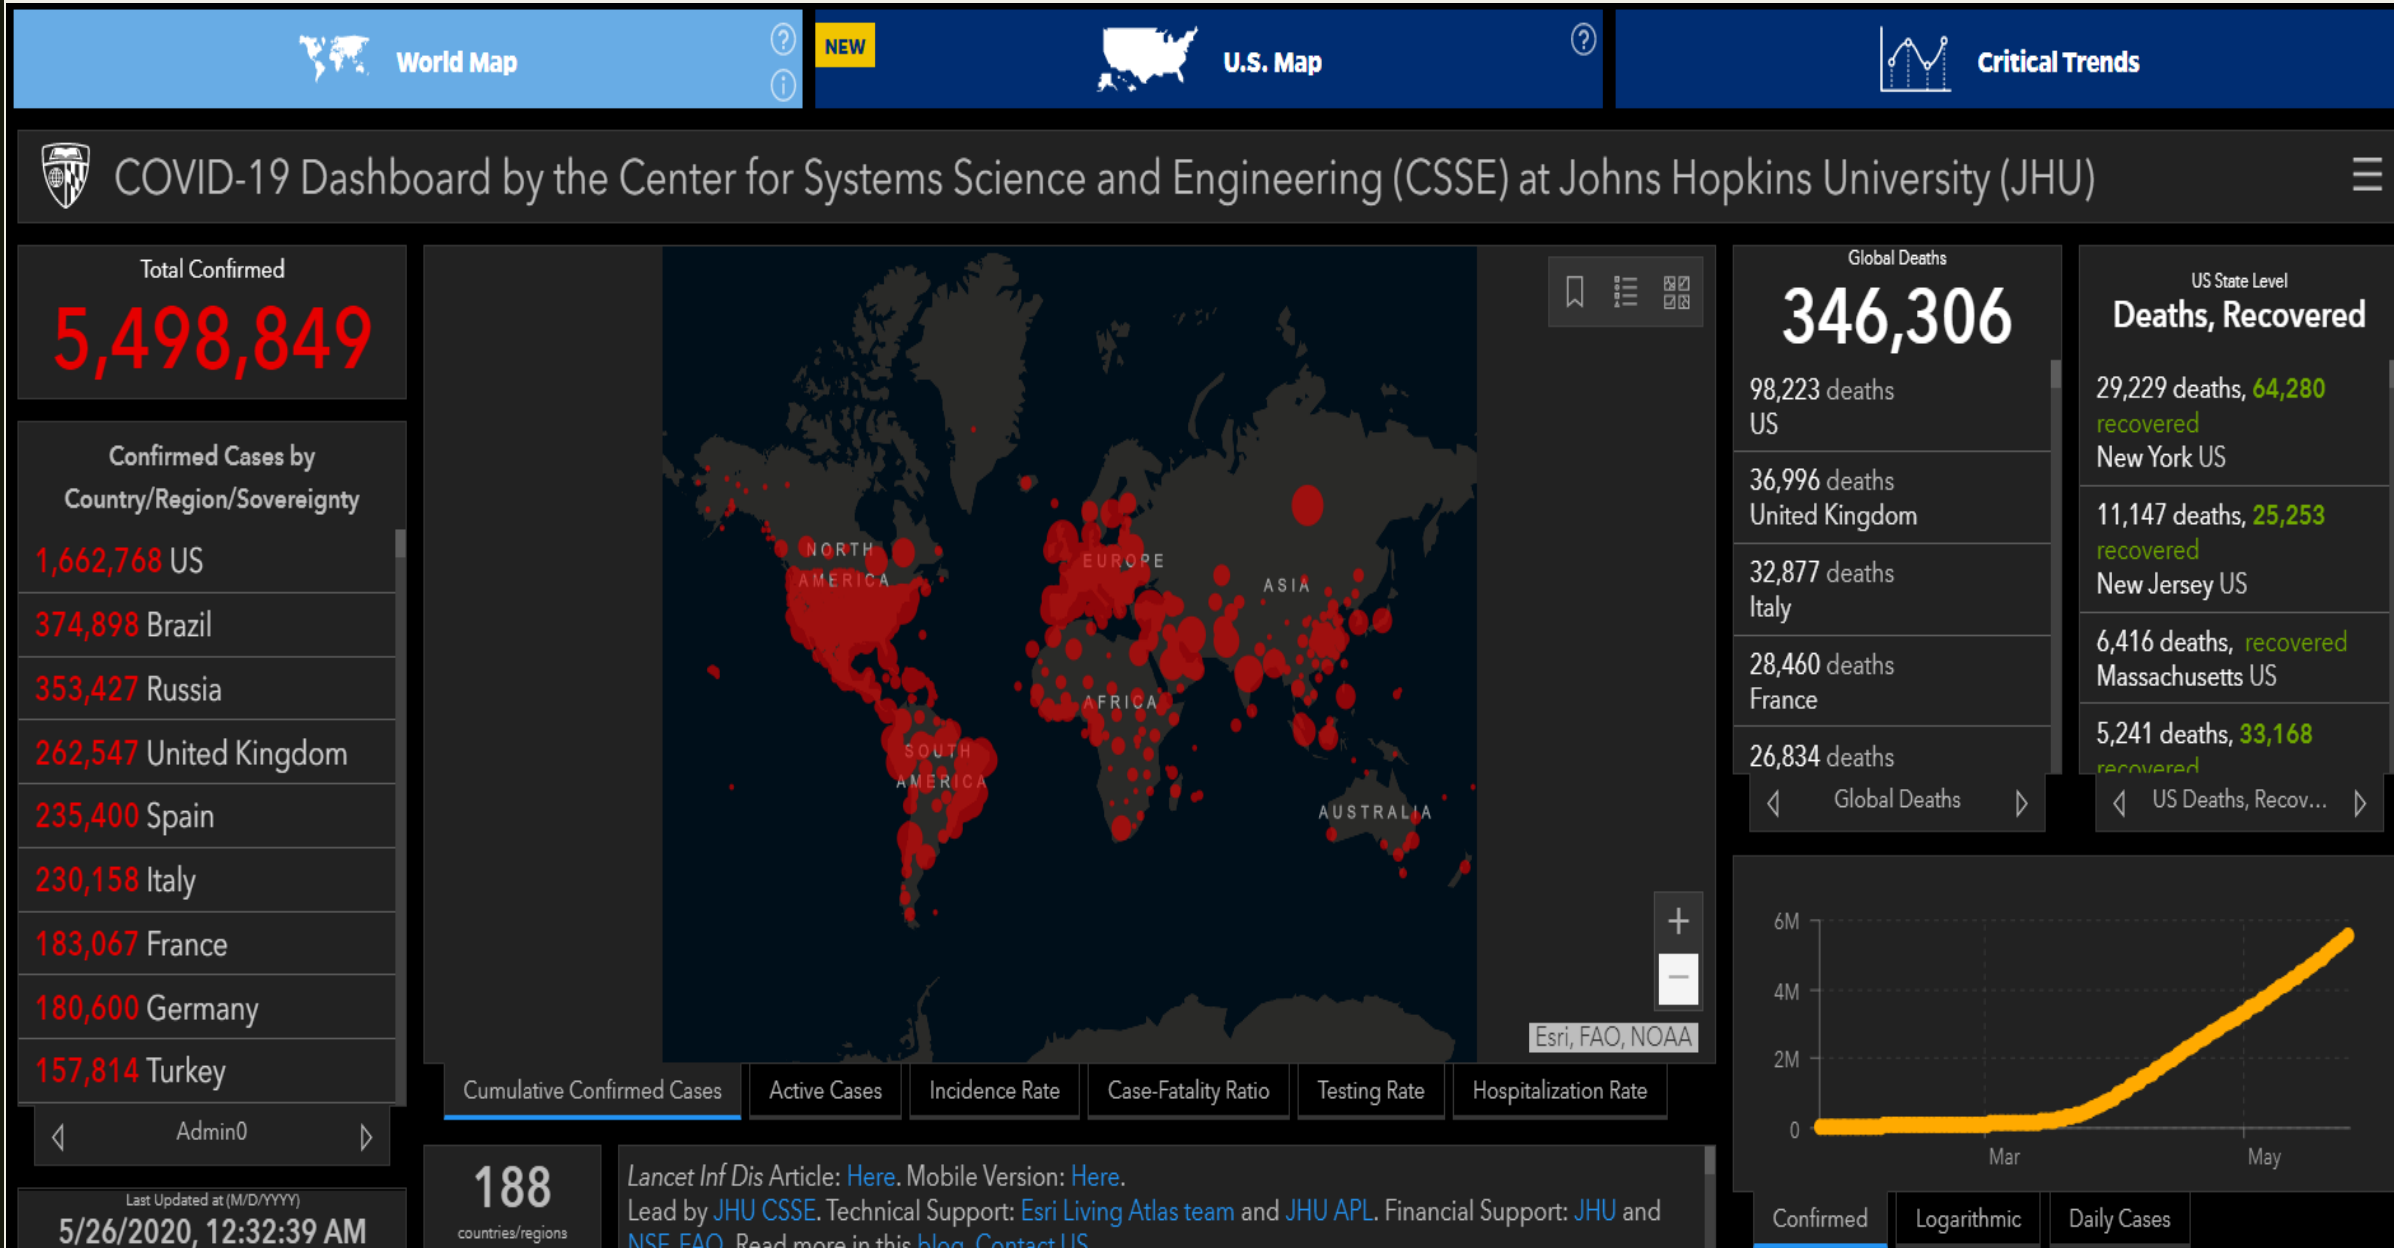 World Map
NEW
U.S. Map
Critical Trends
COVID-19 Dashboard by the Center for Systems Science and Engineering (CSSE) at Johns Hopkins University (JHU)
Total Confirmed
5,498,849
Confirmed Cases by
Country/Region/Sovereignty
1,662,768 US
374,898 Brazil
353,427 Russia
262,547 United Kingdom
235,400 Spain
230,158 Italy
183,067 France
180,600 Germany
157,814 Turkey
Admin0
Last Updated at (M/D/YYYY)
5/26/2020, 12:32:39 AM
NORTH
AMERICA
EUROPE
ASIA
AFRICA
SOUTH
AMERICA
AUSTRALIA
Esri, FAO, NOAA
Cumulative Confirmed Cases
Active Cases
Incidence Rate
Case-Fatality Ratio
Testing Rate
Hospitalization Rate
188
countries/regions
Lancet Inf Dis Article: Here. Mobile Version: Here.
Lead by JHU CSSE. Technical Support: Esri Living Atlas team and JHU APL. Financial Support: JHU and
NSF, FAO. Read more in this blog. Contact US.
Global Deaths
346,306
98,223 deaths
US
36,996 deaths
United Kingdom
32,877 deaths
Italy
28,460 deaths
France
26,834 deaths
Global Deaths
US State Level
Deaths, Recovered
29,229 deaths, 64,280
recovered
New York US
11,147 deaths, 25,253
recovered
New Jersey US
6,416 deaths, recovered
Massachusetts US
5,241 deaths, 33,168
recovered
US Deaths, Recov...
6M
4M
2M
0
Mar
May
Confirmed
Logarithmic
Daily Cases